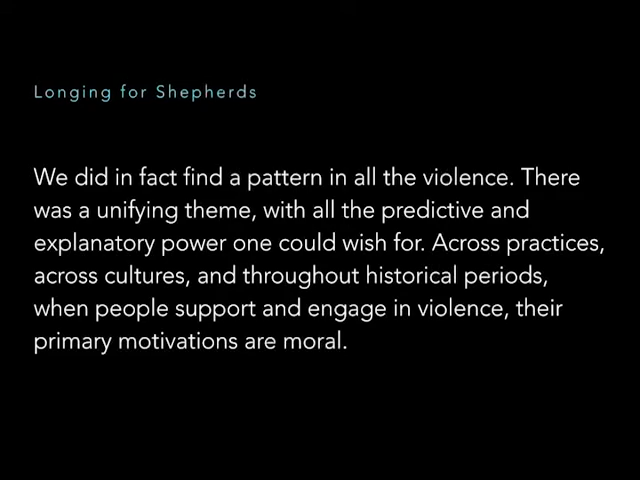 Longing for Shepherds
We did in fact find a pattern in all the violence. There
was a unifying theme, with all the predictive and
explanatory power one could wish for. Across practices,
across cultures, and throughout historical periods,
when people support and engage in violence, their
primary motivations are moral.